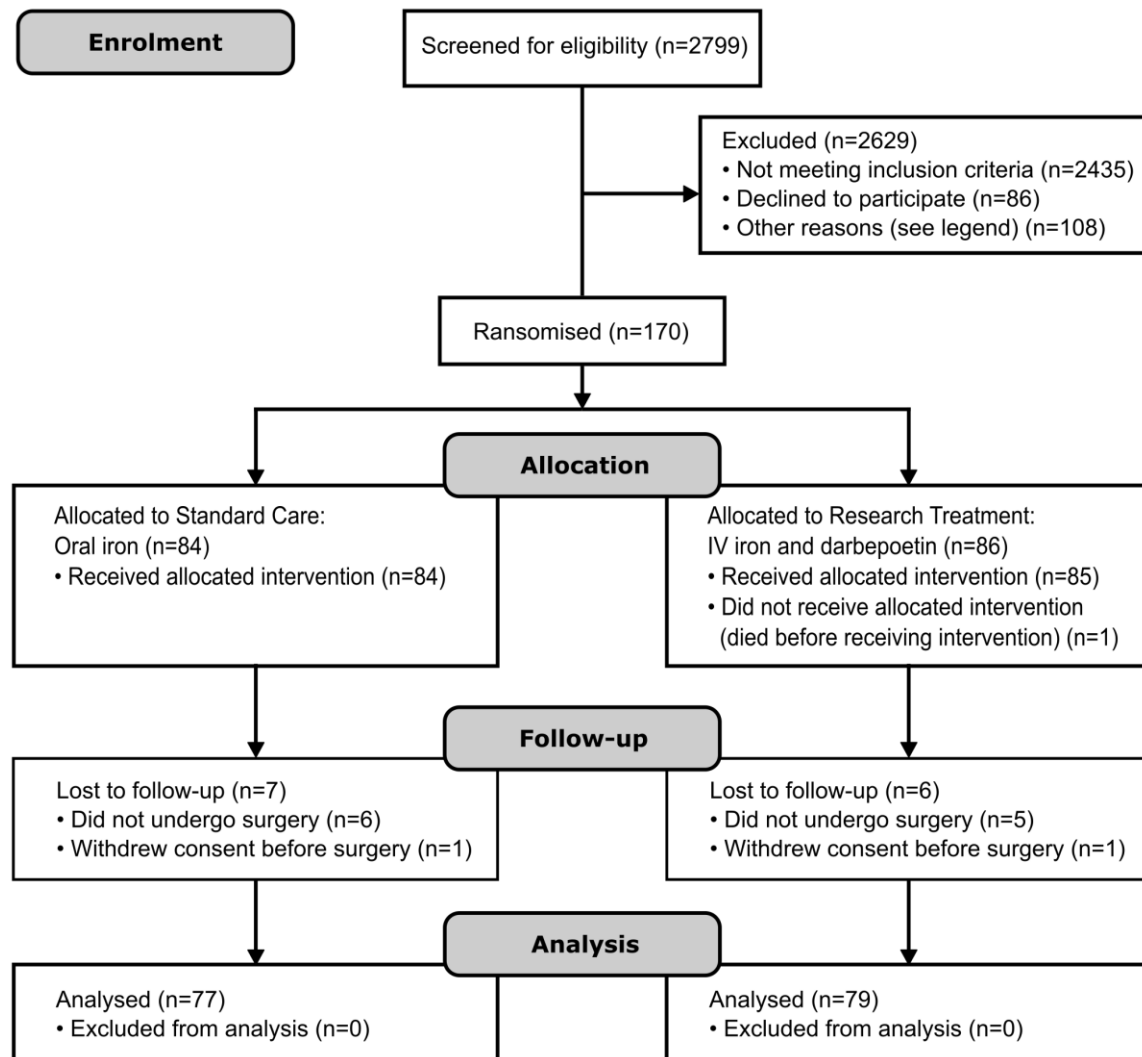 Enrolment
Screened for eligibility (n=2799)
Excluded (n=2629)
• Not meeting inclusion criteria (n=2435)
• Declined to participate (n=86)
• Other reasons (see legend) (n=108)
Ransomised (n=170)
Allocation
Allocated to Standard Care:
Oral iron (n=84)
• Received allocated intervention (n=84)
Allocated to Research Treatment:
IV iron and darbepoetin (n=86)
• Received allocated intervention (n=85)
• Did not receive allocated intervention
(died before receiving intervention) (n=1)
Follow-up
Lost to follow-up (n=7)
• Did not undergo surgery (n=6)
• Withdrew consent before surgery (n=1)
Lost to follow-up (n=6)
• Did not undergo surgery (n=5)
• Withdrew consent before surgery (n=1)
Analysis
Analysed (n=77)
• Excluded from analysis (n=0)
Analysed (n=79)
• Excluded from analysis (n=0)